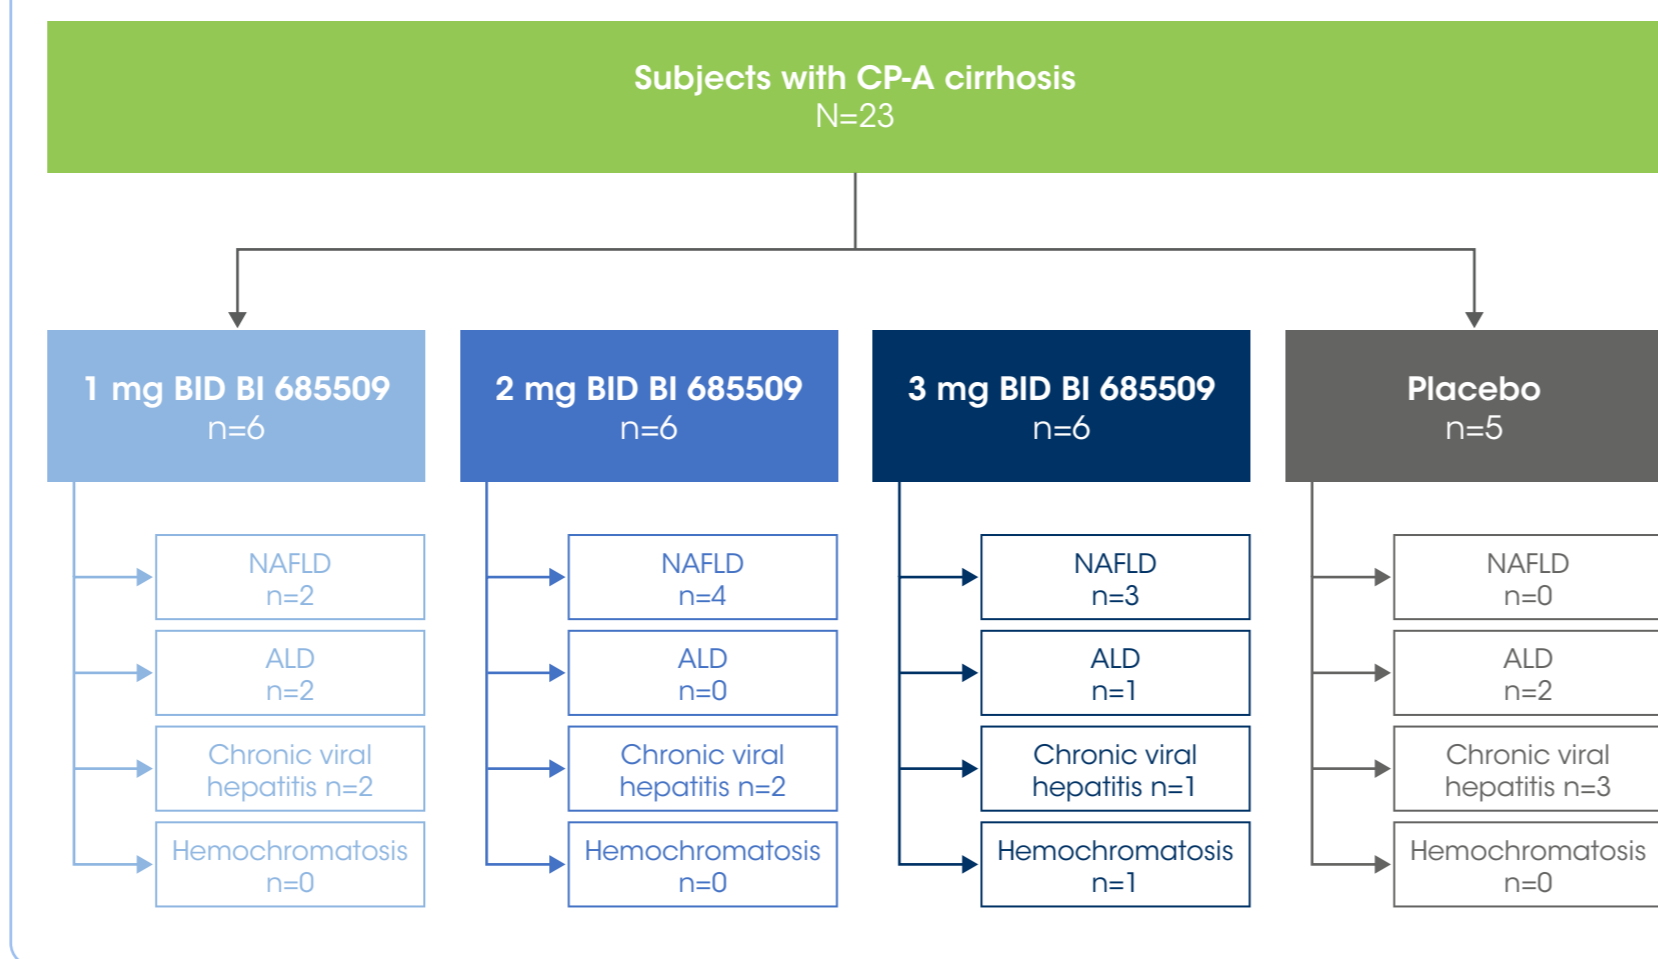 Subjects with CP-A cirrhosis
N=23
1 mg BID BI 685509
n=6
2 mg BID BI 685509
n=6
3 mg BID BI 685509
n=6
Placebo
n=5
NAFLD
n=2
ALD
n=2
Chronic viral
hepatitis n=2
Hemochromatosis
n=0
NAFLD
n=4
ALD
n=0
Chronic viral
hepatitis n=2
Hemochromatosis
n=0
NAFLD
n=3
ALD
n=1
Chronic viral
hepatitis n=1
Hemochromatosis
n=1
NAFLD
n=0
ALD
n=2
Chronic viral
hepatitis n=3
Hemochromatosis
n=0